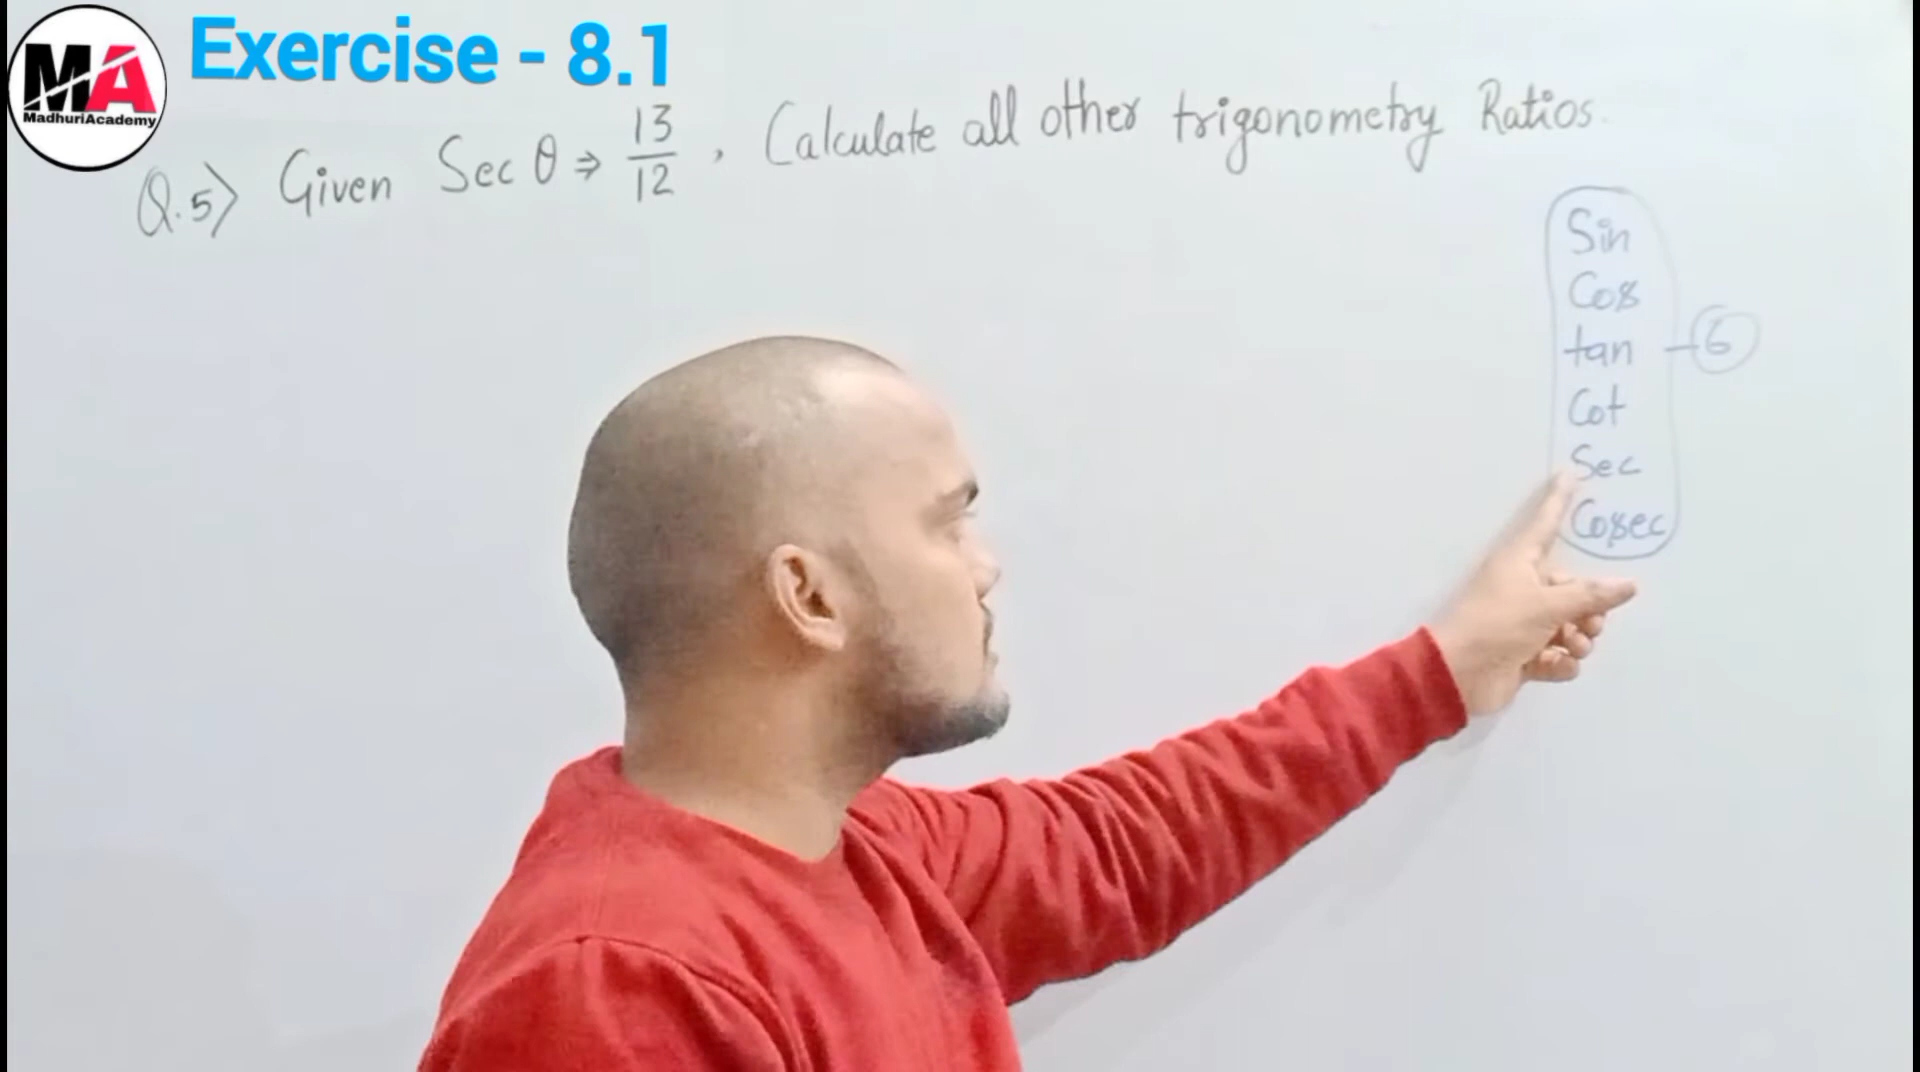 MA
MadhuriAcademy
Exercise - 8.1
Q.5> Given Sec θ ⇒ 13/12, Calculate all other trigonometry Ratios.
Sin
Cos
tan - 6
Cot
Sec
Cosec